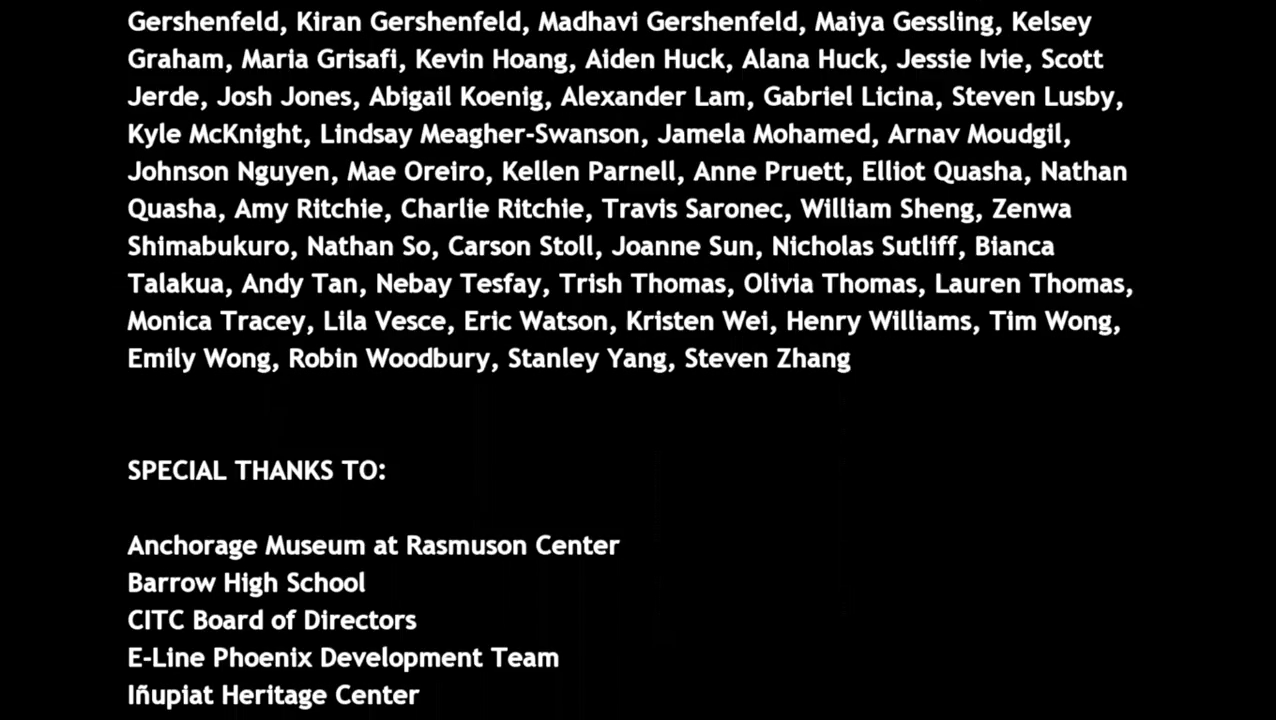 Gershenfeld, Kiran Gershenfeld, Madhavi Gershenfeld, Maiya Gessling, Kelsey
Graham, Maria Grisafi, Kevin Hoang, Aiden Huck, Alana Huck, Jessie Ivie, Scott
Jerde, Josh Jones, Abigail Koenig, Alexander Lam, Gabriel Licina, Steven Lusby,
Kyle McKnight, Lindsay Meagher-Swanson, Jamela Mohamed, Arnav Moudgil,
Johnson Nguyen, Mae Oreiro, Kellen Parnell, Anne Pruett, Elliot Quasha, Nathan
Quasha, Amy Ritchie, Charlie Ritchie, Travis Saronec, William Sheng, Zenwa
Shimabukuro, Nathan So, Carson Stoll, Joanne Sun, Nicholas Sutliff, Bianca
Talakua, Andy Tan, Nebay Tesfay, Trish Thomas, Olivia Thomas, Lauren Thomas,
Monica Tracey, Lila Vesce, Eric Watson, Kristen Wei, Henry Williams, Tim Wong,
Emily Wong, Robin Woodbury, Stanley Yang, Steven Zhang
SPECIAL THANKS TO:
Anchorage Museum at Rasmuson Center
Barrow High School
CITC Board of Directors
E-Line Phoenix Development Team
Iñupiat Heritage Center